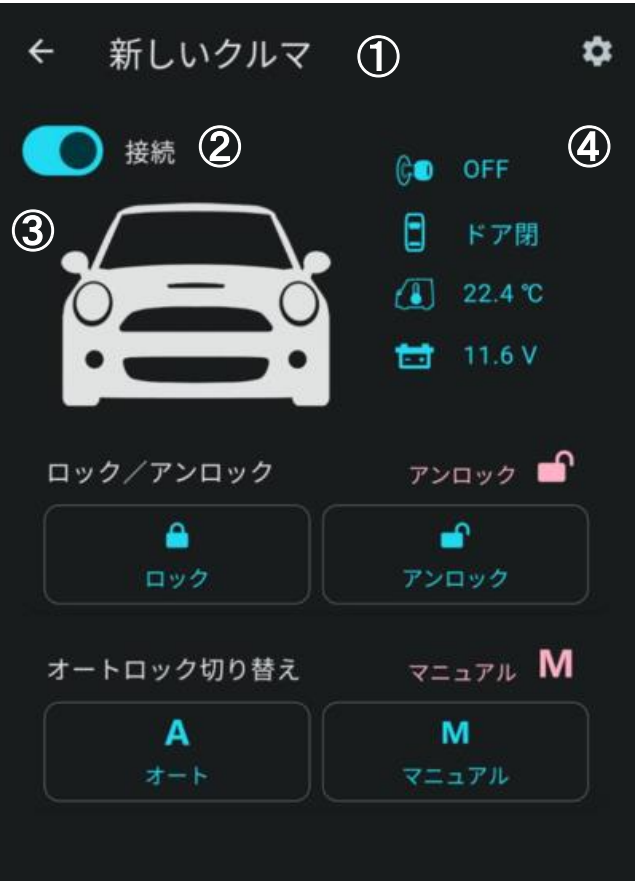 新しいクルマ ①
接続 ②
③
④
OFF
ドア閉
22.4 ℃
11.6 V
ロック／アンロック アンロック
ロック アンロック
オートロック切り替え マニュアル M
A M
オート マニュアル